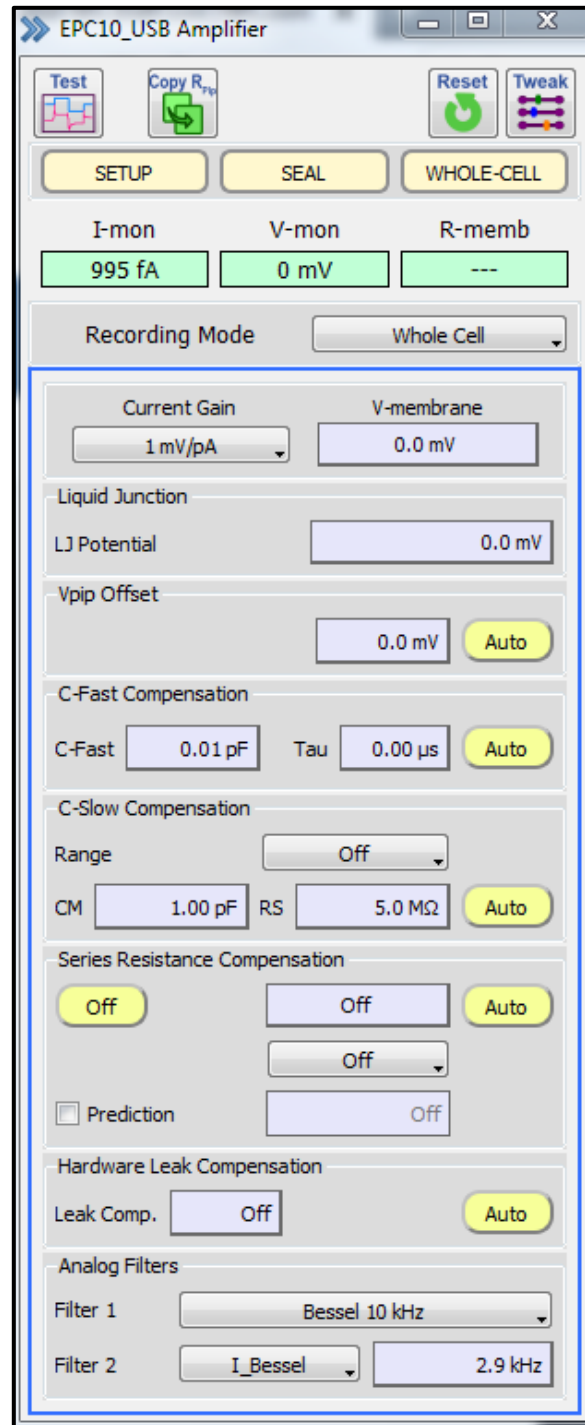 EPC10_USB Amplifier
Test Copy R_Pip Reset Tweak
SETUP SEAL WHOLE-CELL
I-mon V-mon R-memb
995 fA 0 mV ---
Recording Mode Whole Cell
Current Gain V-membrane
1 mV/pA 0.0 mV
Liquid Junction
LJ Potential 0.0 mV
Vpip Offset
0.0 mV Auto
C-Fast Compensation
C-Fast 0.01 pF Tau 0.00 µs Auto
C-Slow Compensation
Range Off
CM 1.00 pF RS 5.0 MΩ Auto
Series Resistance Compensation
Off Off Auto
Off
Prediction Off
Hardware Leak Compensation
Leak Comp. Off Auto
Analog Filters
Filter 1 Bessel 10 kHz
Filter 2 I_Bessel 2.9 kHz